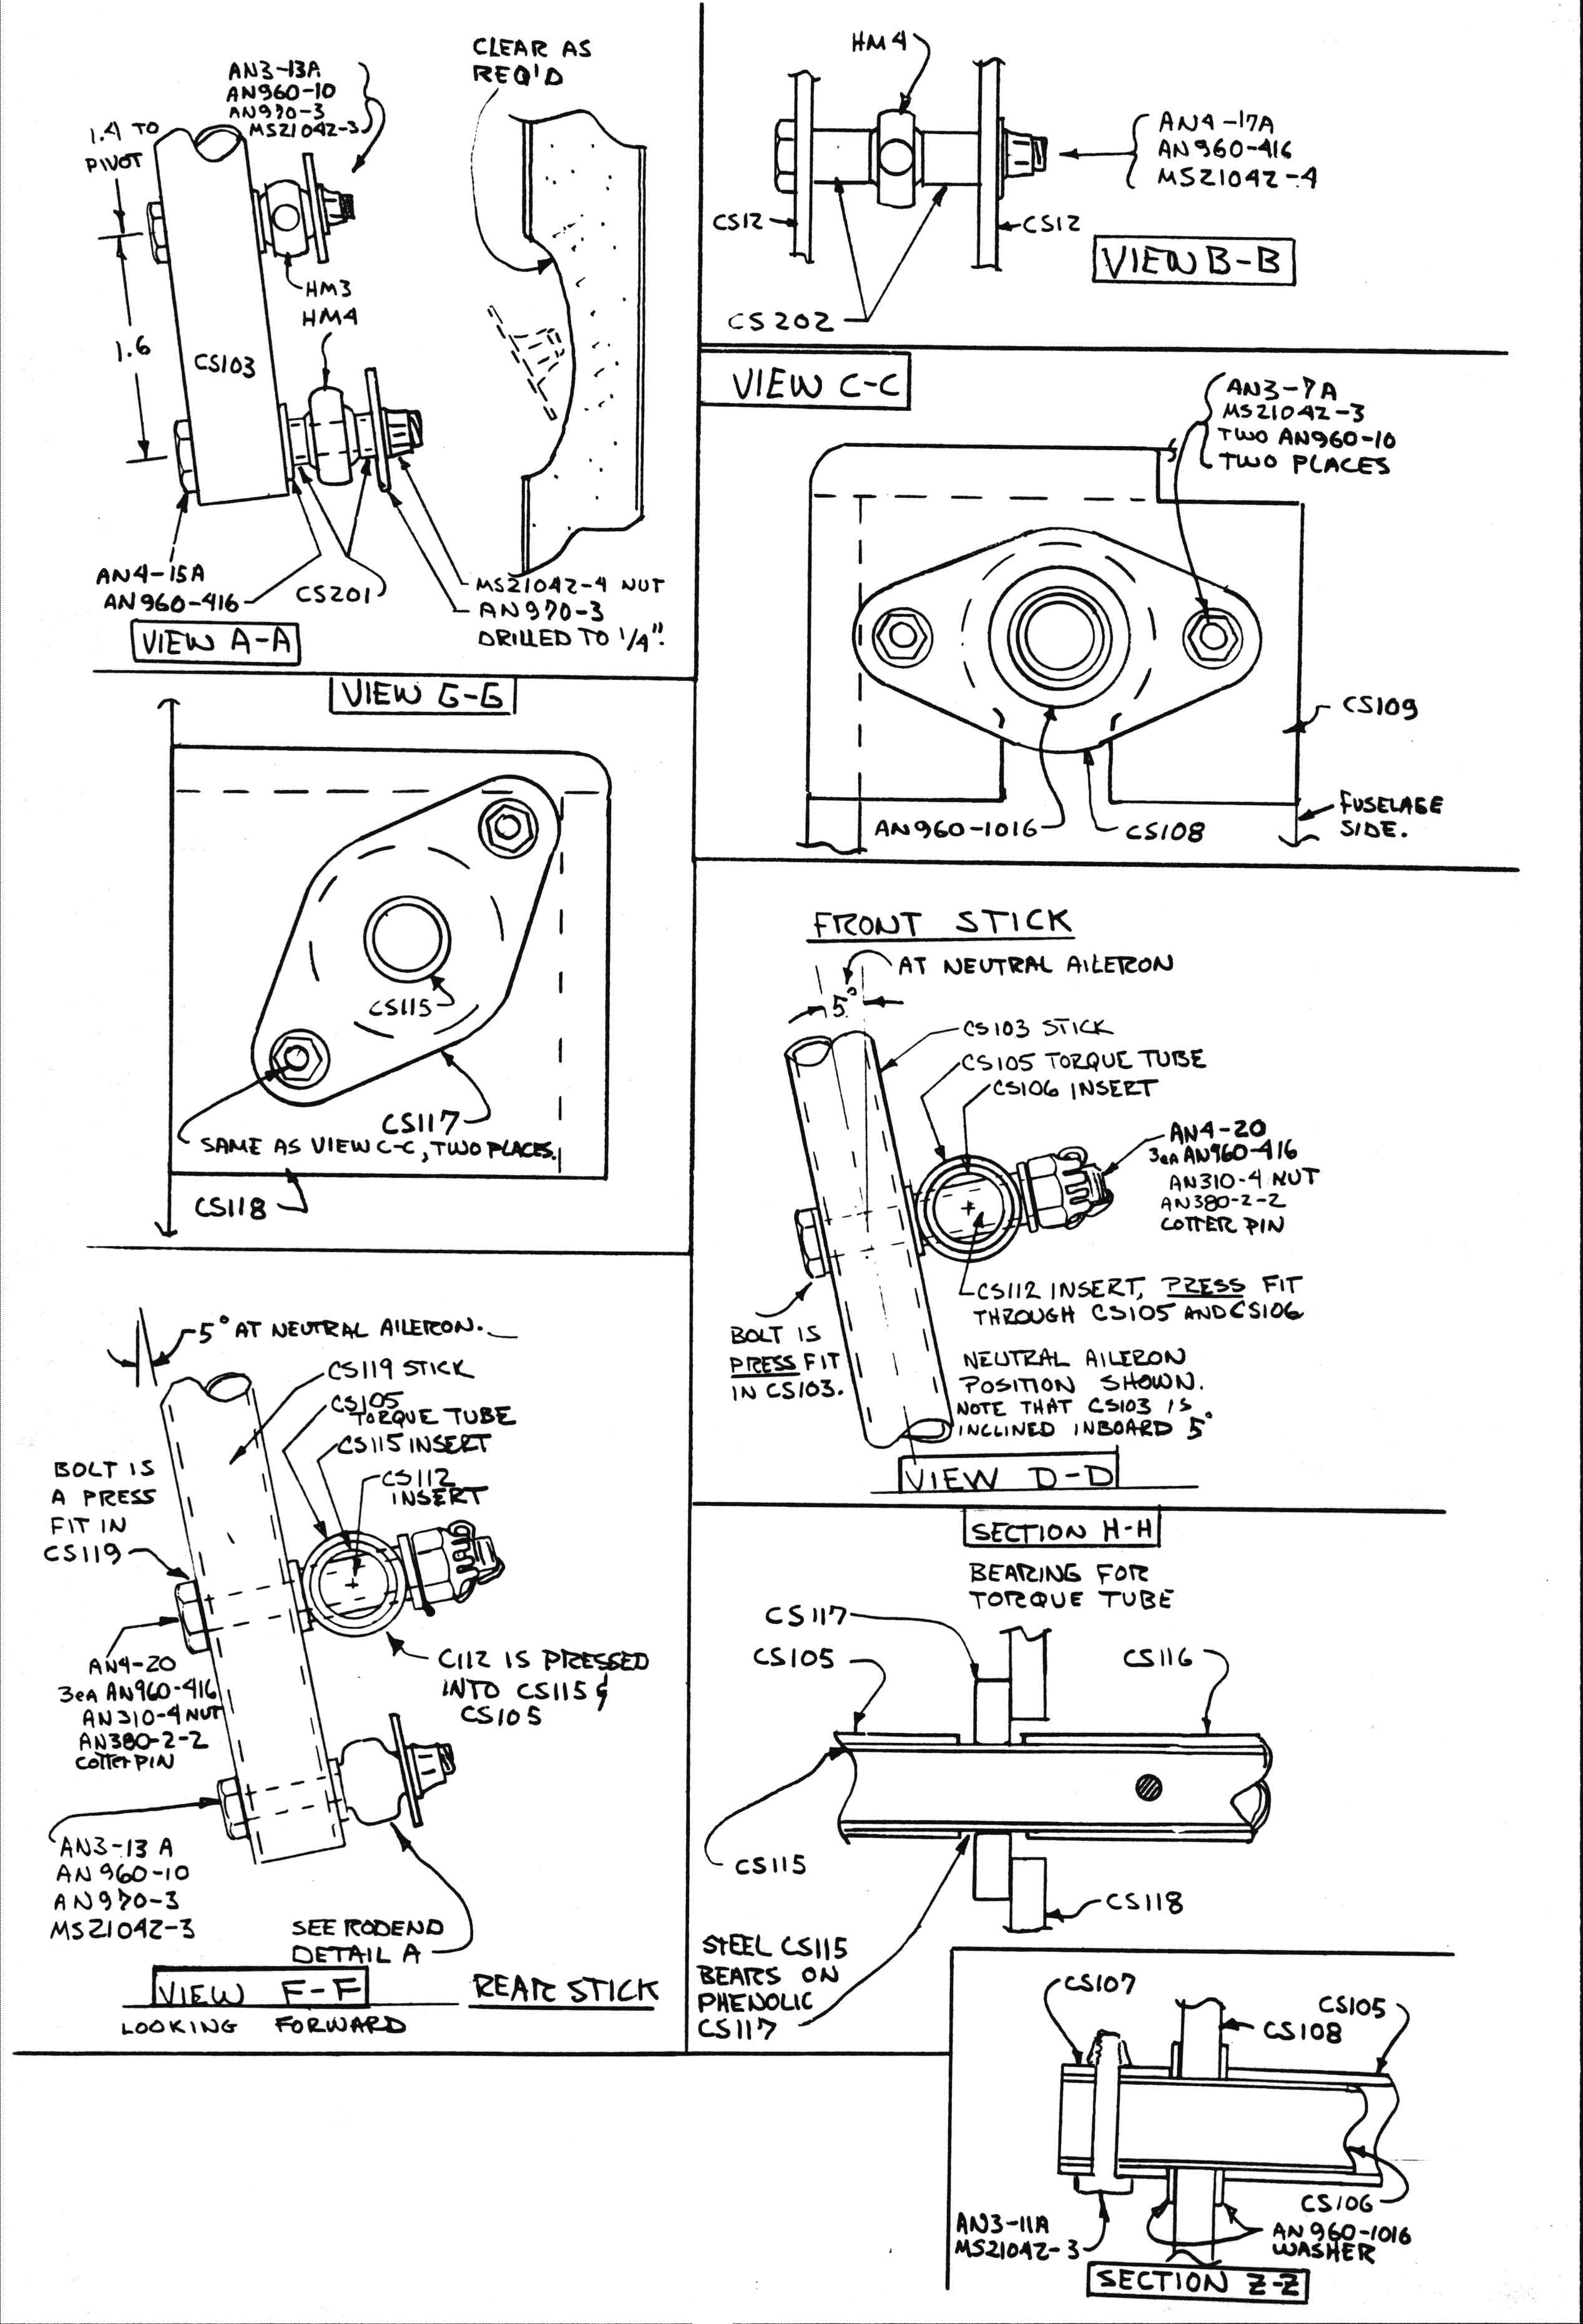 AN3-13A
AN960-10
AN970-3
MS21042-3
1.4 TO
PIVOT
CLEAR AS
REQ'D
HM3
HM4
1.6
CS103
AN4-15A
AN960-416
CS201
MS21042-4 NUT
AN970-3
DRILLED TO 1/4".
VIEW A-A
HM4
AN4-17A
AN960-416
MS21042-4
CS12
CS12
CS202
VIEW B-B
VIEW C-C
AN3-7A
MS21042-3
TWO AN960-10
TWO PLACES
CS109
FUSELAGE
SIDE.
AN960-1016
CS108
VIEW G-G
CS115
CS117
SAME AS VIEW C-C, TWO PLACES.
CS118
FRONT STICK
AT NEUTRAL AILERON
5°
CS103 STICK
CS105 TORQUE TUBE
CS106 INSERT
AN4-20
3eA AN960-416
AN310-4 NUT
AN380-2-2
COTTER PIN
CS112 INSERT, PRESS FIT
THROUGH CS105 AND CS106
BOLT IS
PRESS FIT
IN CS103.
NEUTRAL AILERON
POSITION SHOWN.
NOTE THAT CS103 IS
INCLINED INBOARD 5°
VIEW D-D
5° AT NEUTRAL AILERON.
CS119 STICK
CS105
TORQUE TUBE
CS115 INSERT
CS112
INSERT
BOLT IS
A PRESS
FIT IN
CS119
AN4-20
3eA AN960-416
AN310-4 NUT
AN380-2-2
COTTER PIN
C112 IS PRESSED
INTO CS115 &
CS105
AN3-13 A
AN960-10
AN970-3
MS21042-3
SEE RODEND
DETAIL A
VIEW F-F
REAR STICK
LOOKING FORWARD
SECTION H-H
BEARING FOR
TORQUE TUBE
CS117
CS105
CS116
CS115
CS118
STEEL CS115
BEARS ON
PHENOLIC
CS117
CS107
CS105
CS108
CS106
AN3-11A
MS21042-3
AN960-1016
WASHER
SECTION Z-Z